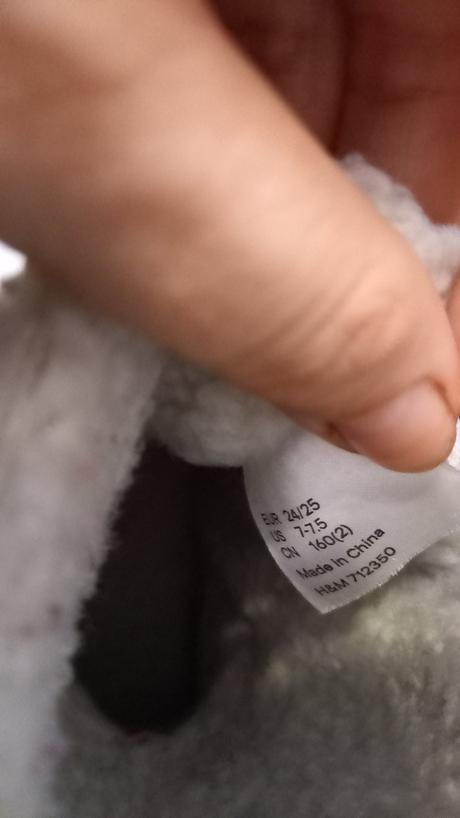 EUR 24/25
US 7-7.5
CN 160(2)
Made in China
H&M 712350